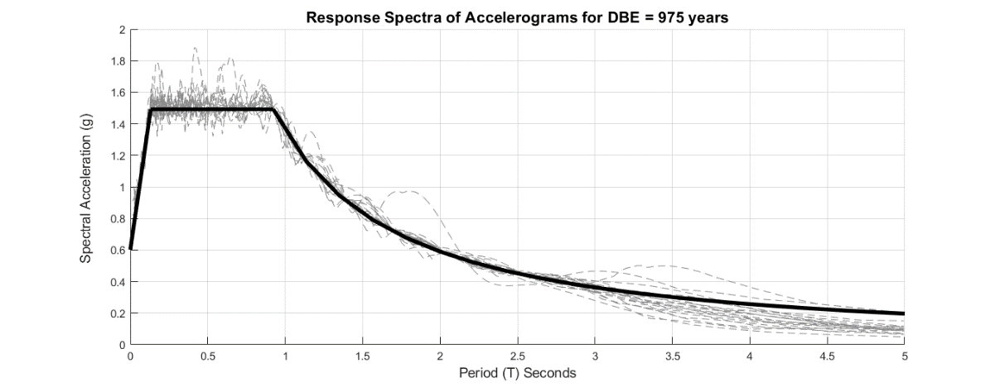 Response Spectra of Accelerograms for DBE = 975 years
Spectral Acceleration (g)
2
1.8
1.6
1.4
1.2
1
0.8
0.6
0.4
0.2
0
0 0.5 1 1.5 2 2.5 3 3.5 4 4.5 5
Period (T) Seconds